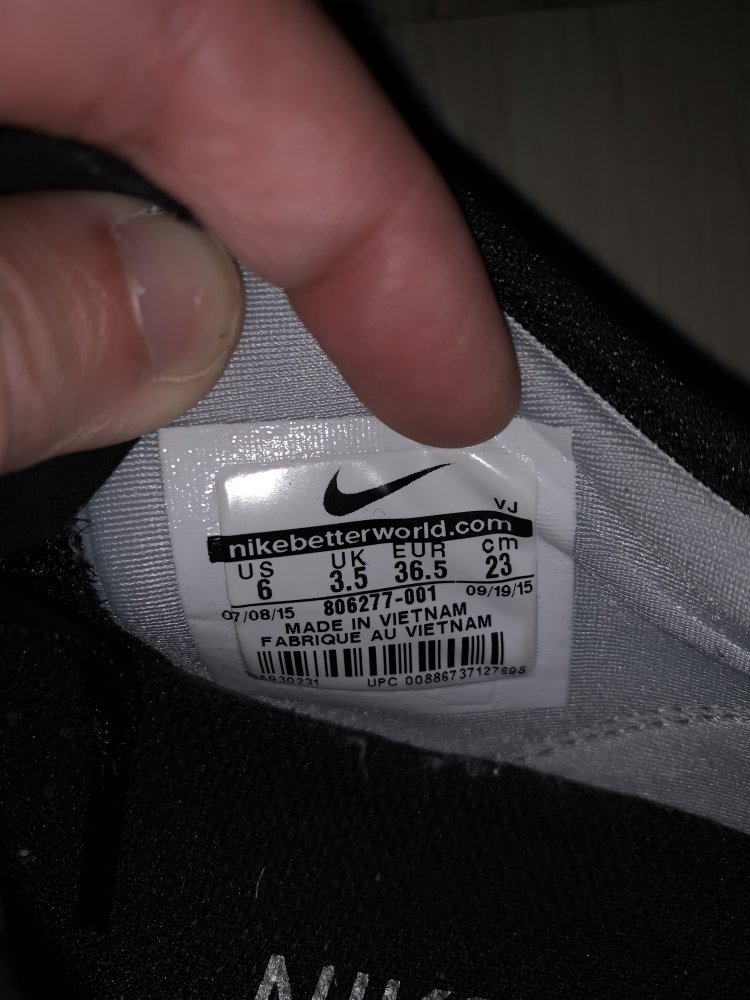 VJ
nikebetterworld.com
US UK EUR cm
6 3.5 36.5 23
07/08/15 806277-001 09/19/15
MADE IN VIETNAM
FABRIQUE AU VIETNAM
UPC 00886737127698